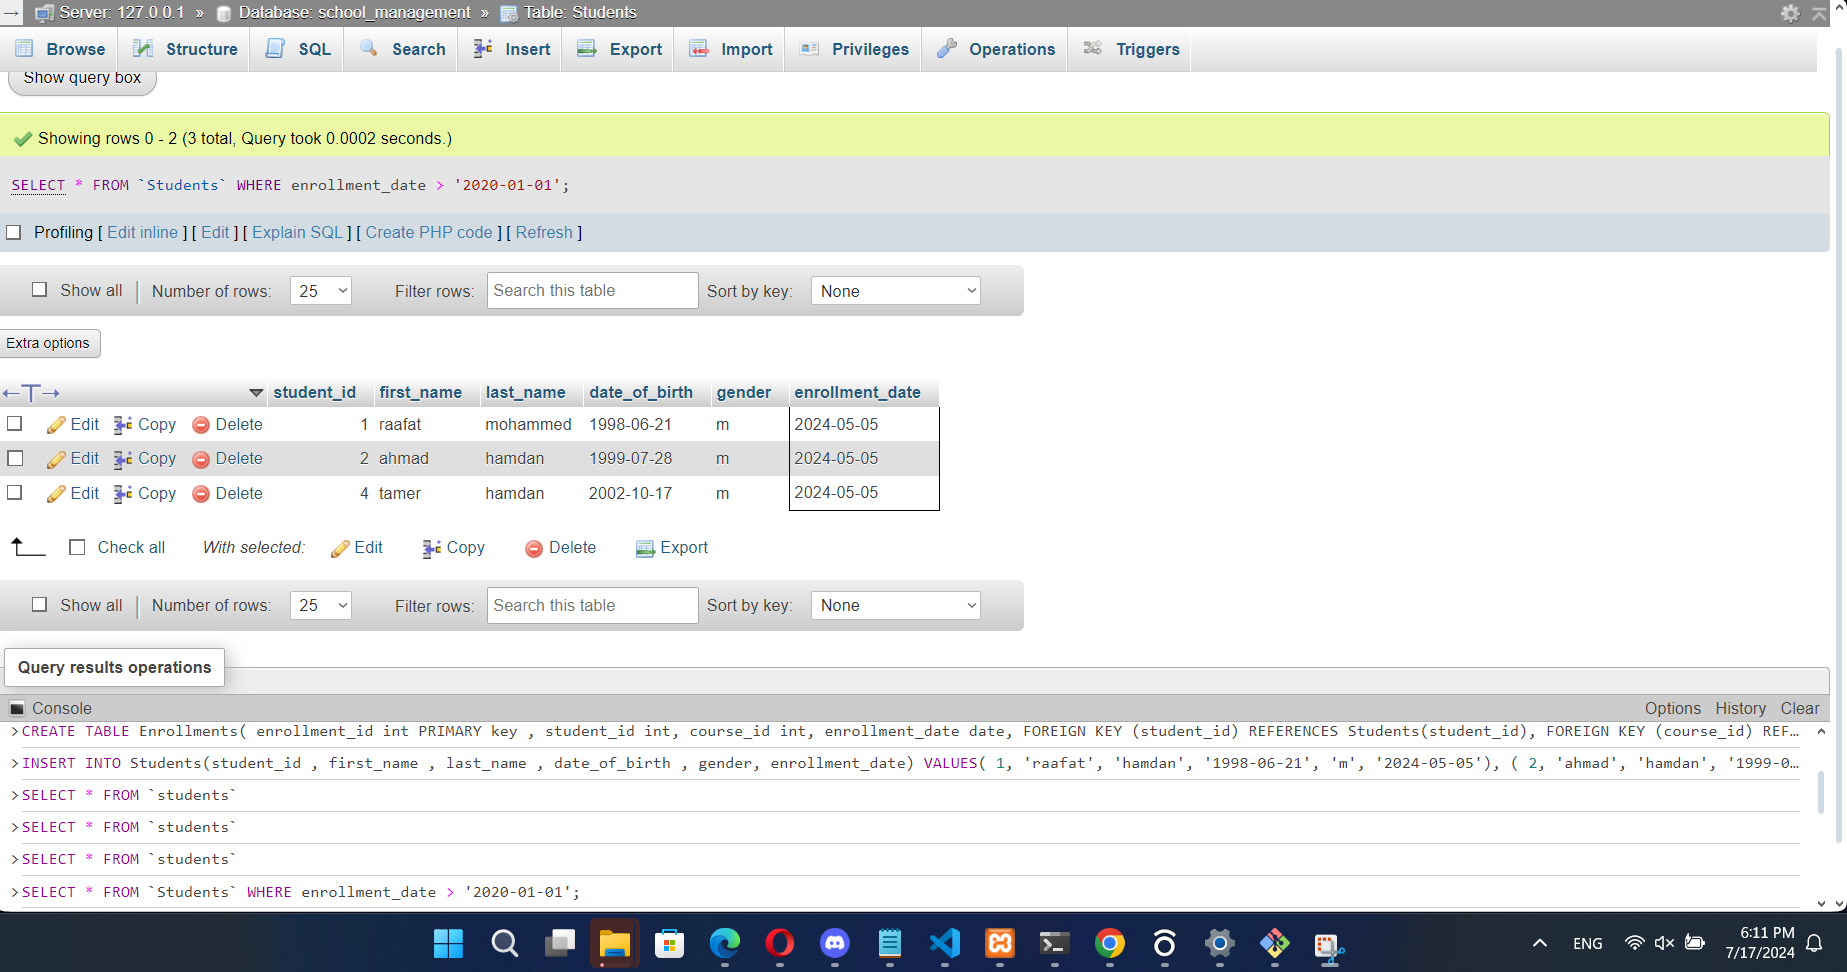 Server: 127.0.0.1 » Database: school_management » Table: Students
Browse Structure SQL Search Insert Export Import Privileges Operations Triggers
Show query box
Showing rows 0 - 2 (3 total, Query took 0.0002 seconds.)
SELECT * FROM `Students` WHERE enrollment_date > '2020-01-01';
Profiling [ Edit inline ] [ Edit ] [ Explain SQL ] [ Create PHP code ] [ Refresh ]
Show all Number of rows: 25 Filter rows: Search this table Sort by key: None
Extra options
student_id first_name last_name date_of_birth gender enrollment_date
Edit Copy Delete 1 raafat mohammed 1998-06-21 m 2024-05-05
Edit Copy Delete 2 ahmad hamdan 1999-07-28 m 2024-05-05
Edit Copy Delete 4 tamer hamdan 2002-10-17 m 2024-05-05
Check all With selected: Edit Copy Delete Export
Show all Number of rows: 25 Filter rows: Search this table Sort by key: None
Query results operations
Console Options History Clear
>CREATE TABLE Enrollments( enrollment_id int PRIMARY key , student_id int, course_id int, enrollment_date date, FOREIGN KEY (student_id) REFERENCES Students(student_id), FOREIGN KEY (course_id) REF…
>INSERT INTO Students(student_id , first_name , last_name , date_of_birth , gender, enrollment_date) VALUES( 1, 'raafat', 'hamdan', '1998-06-21', 'm', '2024-05-05'), ( 2, 'ahmad', 'hamdan', '1999-0…
>SELECT * FROM `students`
>SELECT * FROM `students`
>SELECT * FROM `students`
>SELECT * FROM `Students` WHERE enrollment_date > '2020-01-01';
ENG
6:11 PM
7/17/2024